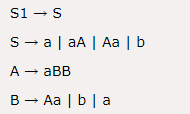 S1 → S
S → a | aA | Aa | b
A → aBB
B → Aa | b | a